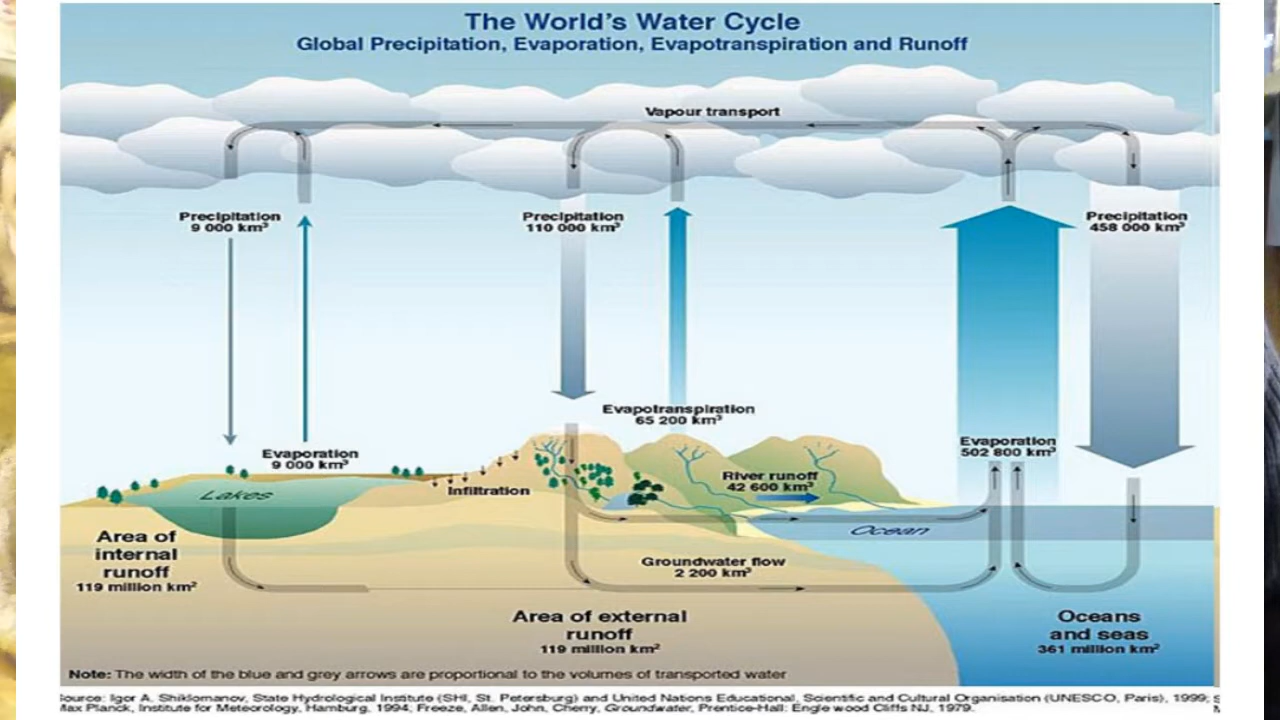 The World's Water Cycle
Global Precipitation, Evaporation, Evapotranspiration and Runoff
Vapour transport
Precipitation
9 000 km³
Precipitation
110 000 km³
Precipitation
458 000 km³
Evapotranspiration
65 200 km³
Evaporation
9 000 km³
Evaporation
502 800 km³
Lakes
Infiltration
River runoff
42 600 km³
Ocean
Area of
internal
runoff
119 million km²
Groundwater flow
2 200 km³
Area of external
runoff
119 million km²
Oceans
and seas
361 million km²
Note: The width of the blue and grey arrows are proportional to the volumes of transported water
Source: Igor A. Shiklomanov, State Hydrological Institute (SHI, St. Petersburg) and United Nations Educational, Scientific and Cultural Organisation (UNESCO, Paris), 1999;
Max Planck, Institute for Meteorology, Hamburg, 1994; Freeze, Allen, John, Cherry, Groundwater, Prentice-Hall: Engle wood Cliffs NJ, 1979.